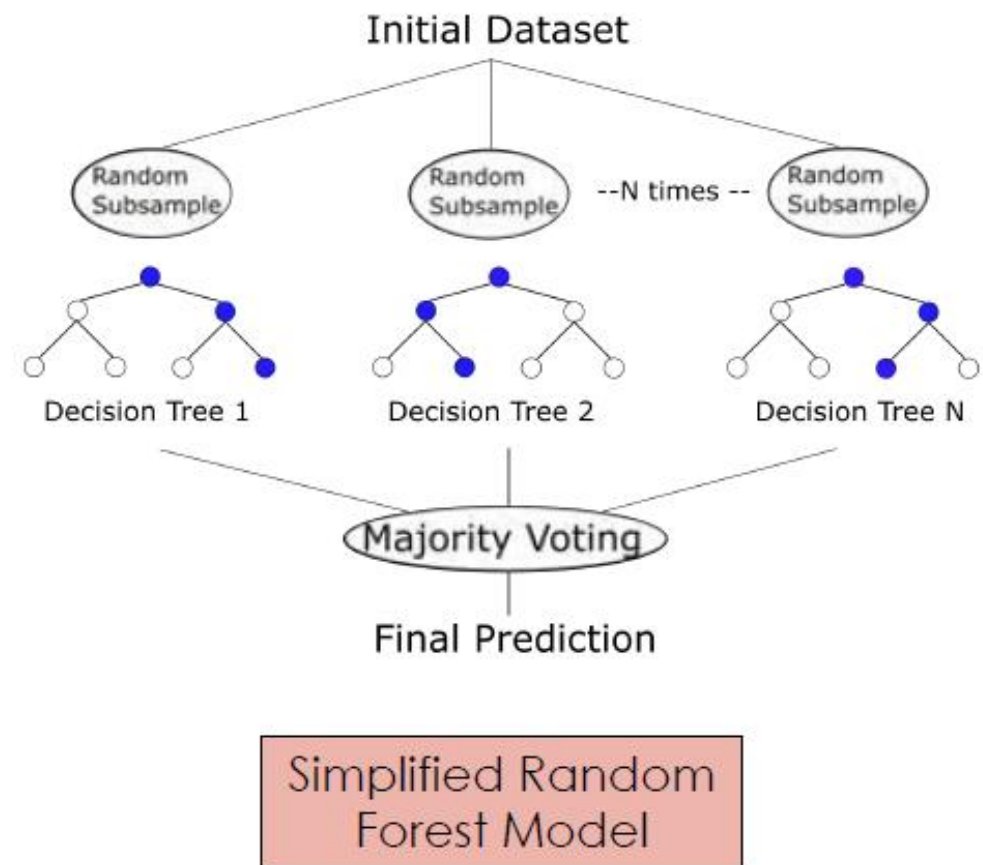 Initial Dataset
Random
Subsample
Random
Subsample
--N times --
Random
Subsample
Decision Tree 1
Decision Tree 2
Decision Tree N
Majority Voting
Final Prediction
Simplified Random
Forest Model